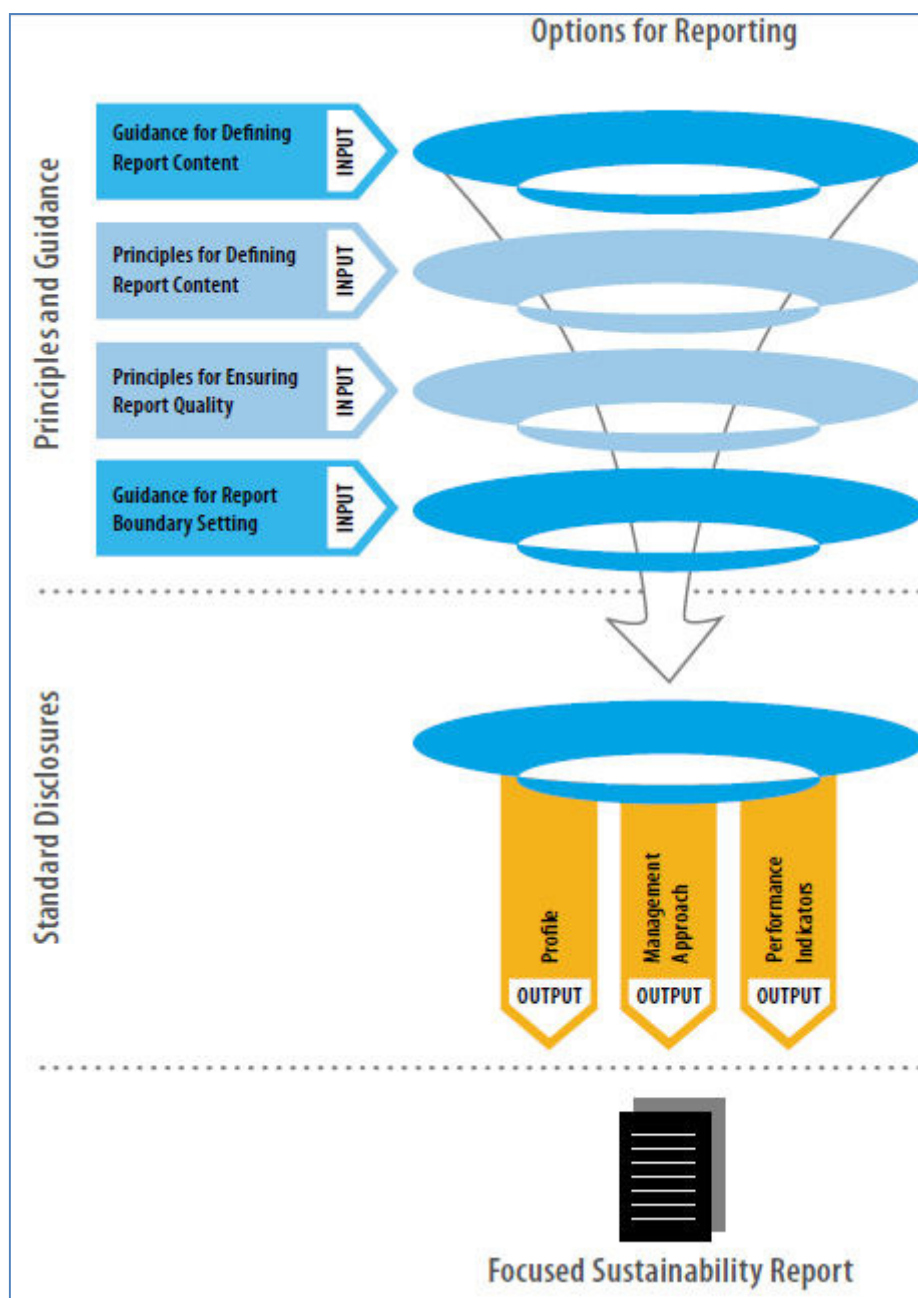 Options for Reporting
Principles and Guidance
Guidance for Defining
Report Content
INPUT
Principles for Defining
Report Content
INPUT
Principles for Ensuring
Report Quality
INPUT
Guidance for Report
Boundary Setting
INPUT
Standard Disclosures
Profile
OUTPUT
Management
Approach
OUTPUT
Performance
Indicators
OUTPUT
Focused Sustainability Report